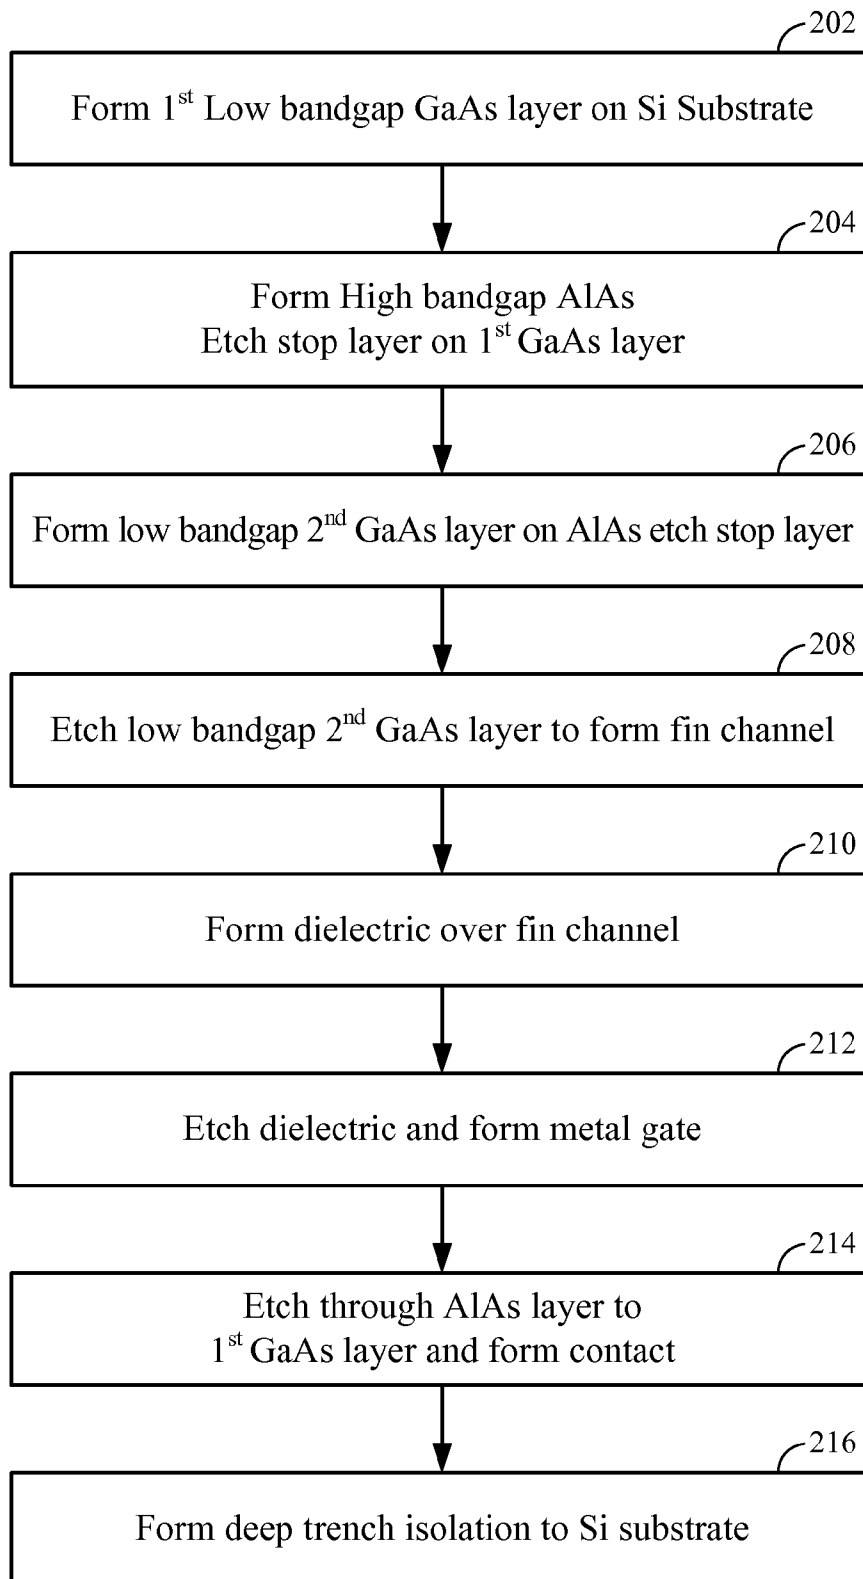 202
Form 1st Low bandgap GaAs layer on Si Substrate
204
Form High bandgap AlAs
Etch stop layer on 1st GaAs layer
206
Form low bandgap 2nd GaAs layer on AlAs etch stop layer
208
Etch low bandgap 2nd GaAs layer to form fin channel
210
Form dielectric over fin channel
212
Etch dielectric and form metal gate
214
Etch through AlAs layer to
1st GaAs layer and form contact
216
Form deep trench isolation to Si substrate